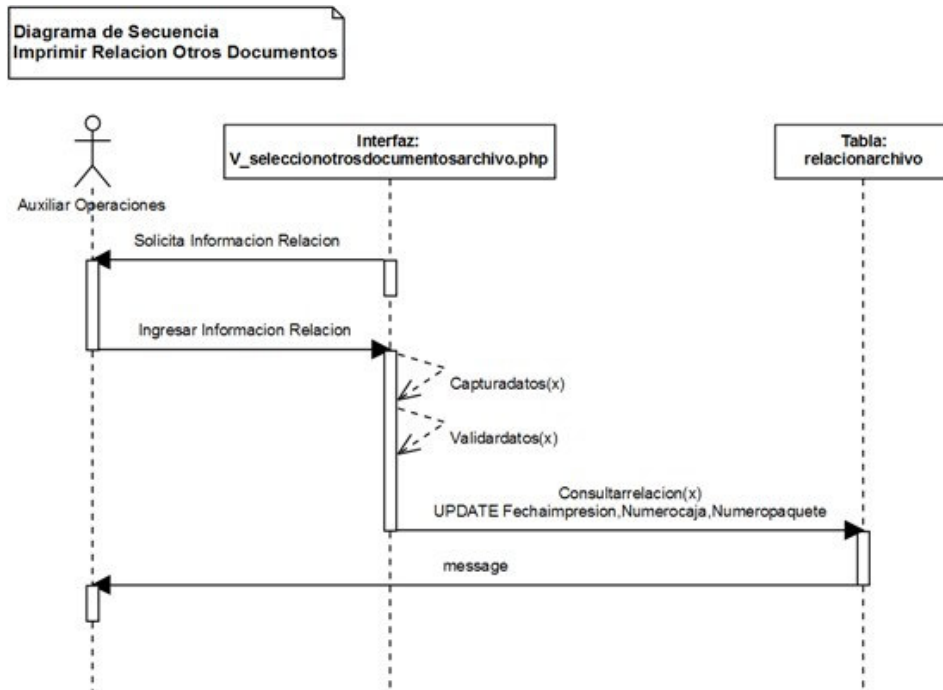 Diagrama de Secuencia
Imprimir Relacion Otros Documentos
Interfaz:
V_seleccionotrosdocumentosarchivo.php
Tabla:
relacionarchivo
Auxiliar Operaciones
Solicita Informacion Relacion
Ingresar Informacion Relacion
Capturadatos(x)
Validardatos(x)
Consultarrelacion(x)
UPDATE Fechaimpresion,Numerocaja,Numeropaquete
message